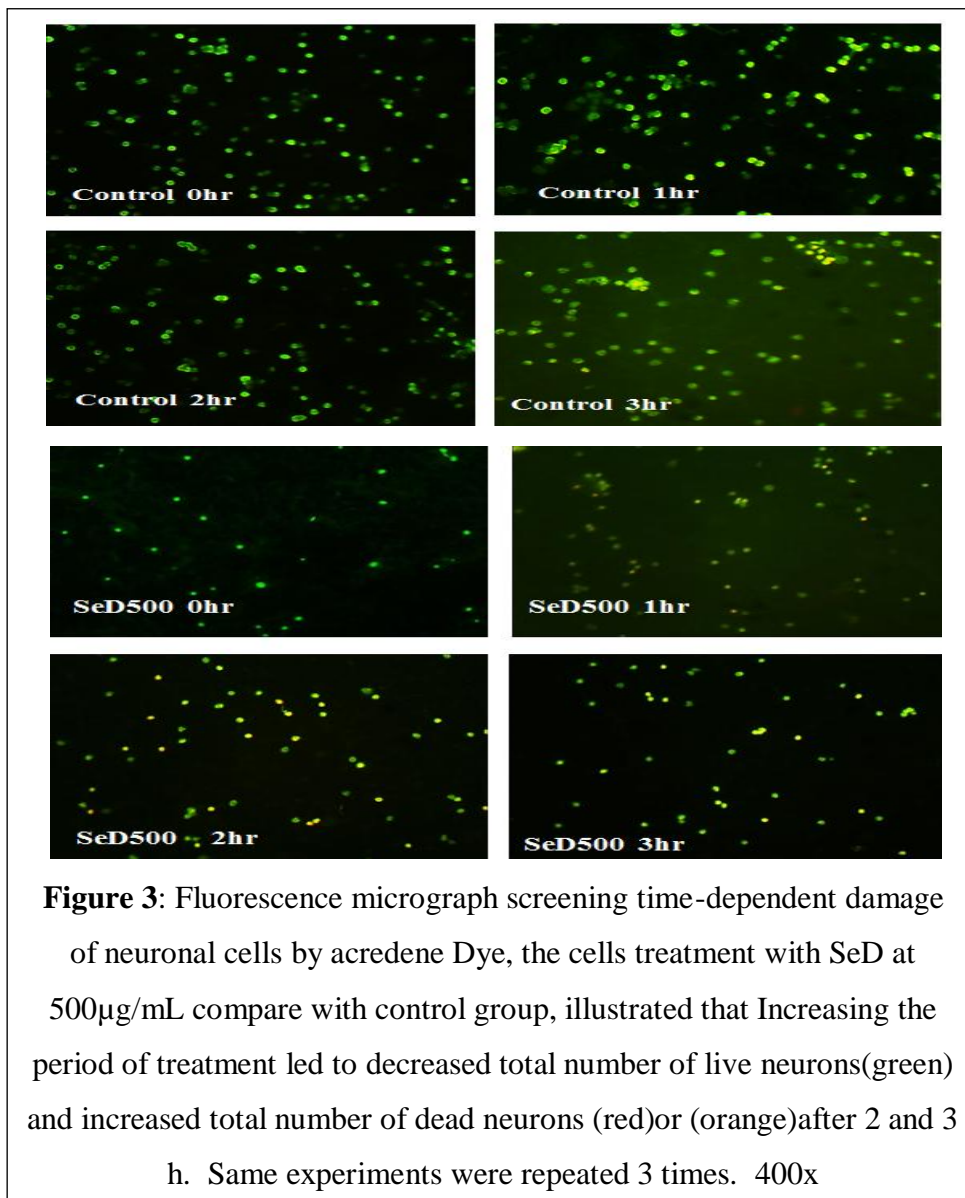 Control 0hr
Control 1hr
Control 2hr
Control 3hr
SeD500 0hr
SeD500 1hr
SeD500 2hr
SeD500 3hr
Figure 3: Fluorescence micrograph screening time-dependent damage
of neuronal cells by acredene Dye, the cells treatment with SeD at
500µg/mL compare with control group, illustrated that Increasing the
period of treatment led to decreased total number of live neurons(green)
and increased total number of dead neurons (red)or (orange)after 2 and 3
h. Same experiments were repeated 3 times. 400x